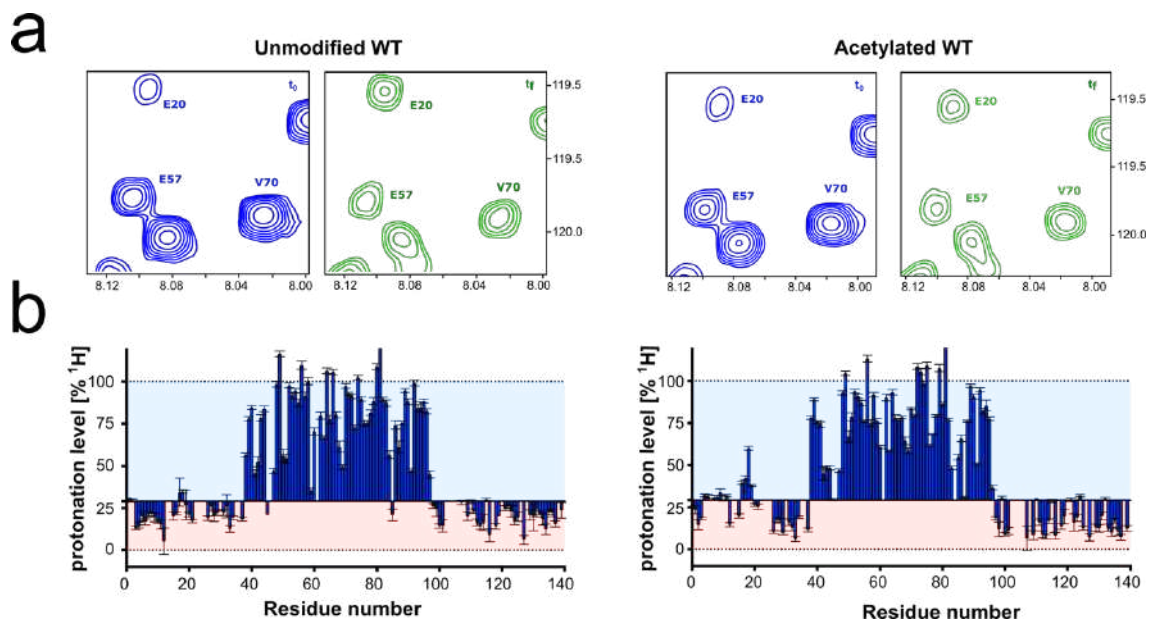 a
Unmodified WT
Acetylated WT
t₀
E20
E57
V70
tf
E20
E57
V70
119.5
119.5
120.0
8.12 8.08 8.04 8.00
8.12 8.08 8.04 8.00
t₀
E20
E57
V70
tf
E20
E57
V70
119.5
119.5
120.0
8.12 8.08 8.04 8.00
8.12 8.08 8.04 8.00
b
protonation level [% ¹H]
100
75
50
25
0
0 20 40 60 80 100 120 140
Residue number
protonation level [% ¹H]
100
75
50
25
0
0 20 40 60 80 100 120 140
Residue number